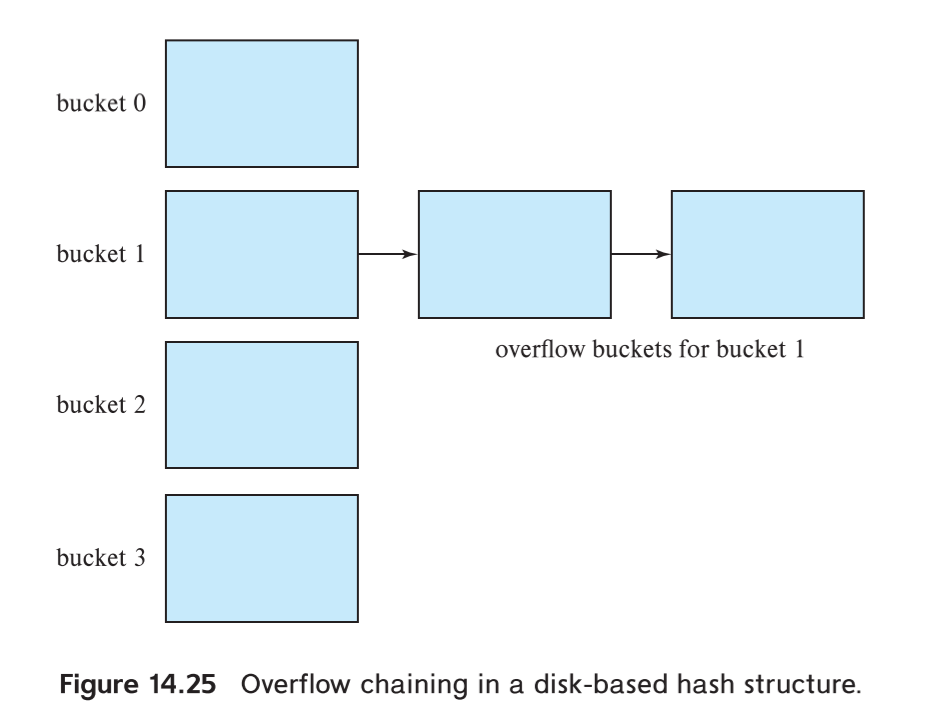 bucket 0
bucket 1
overflow buckets for bucket 1
bucket 2
bucket 3
Figure 14.25 Overflow chaining in a disk-based hash structure.